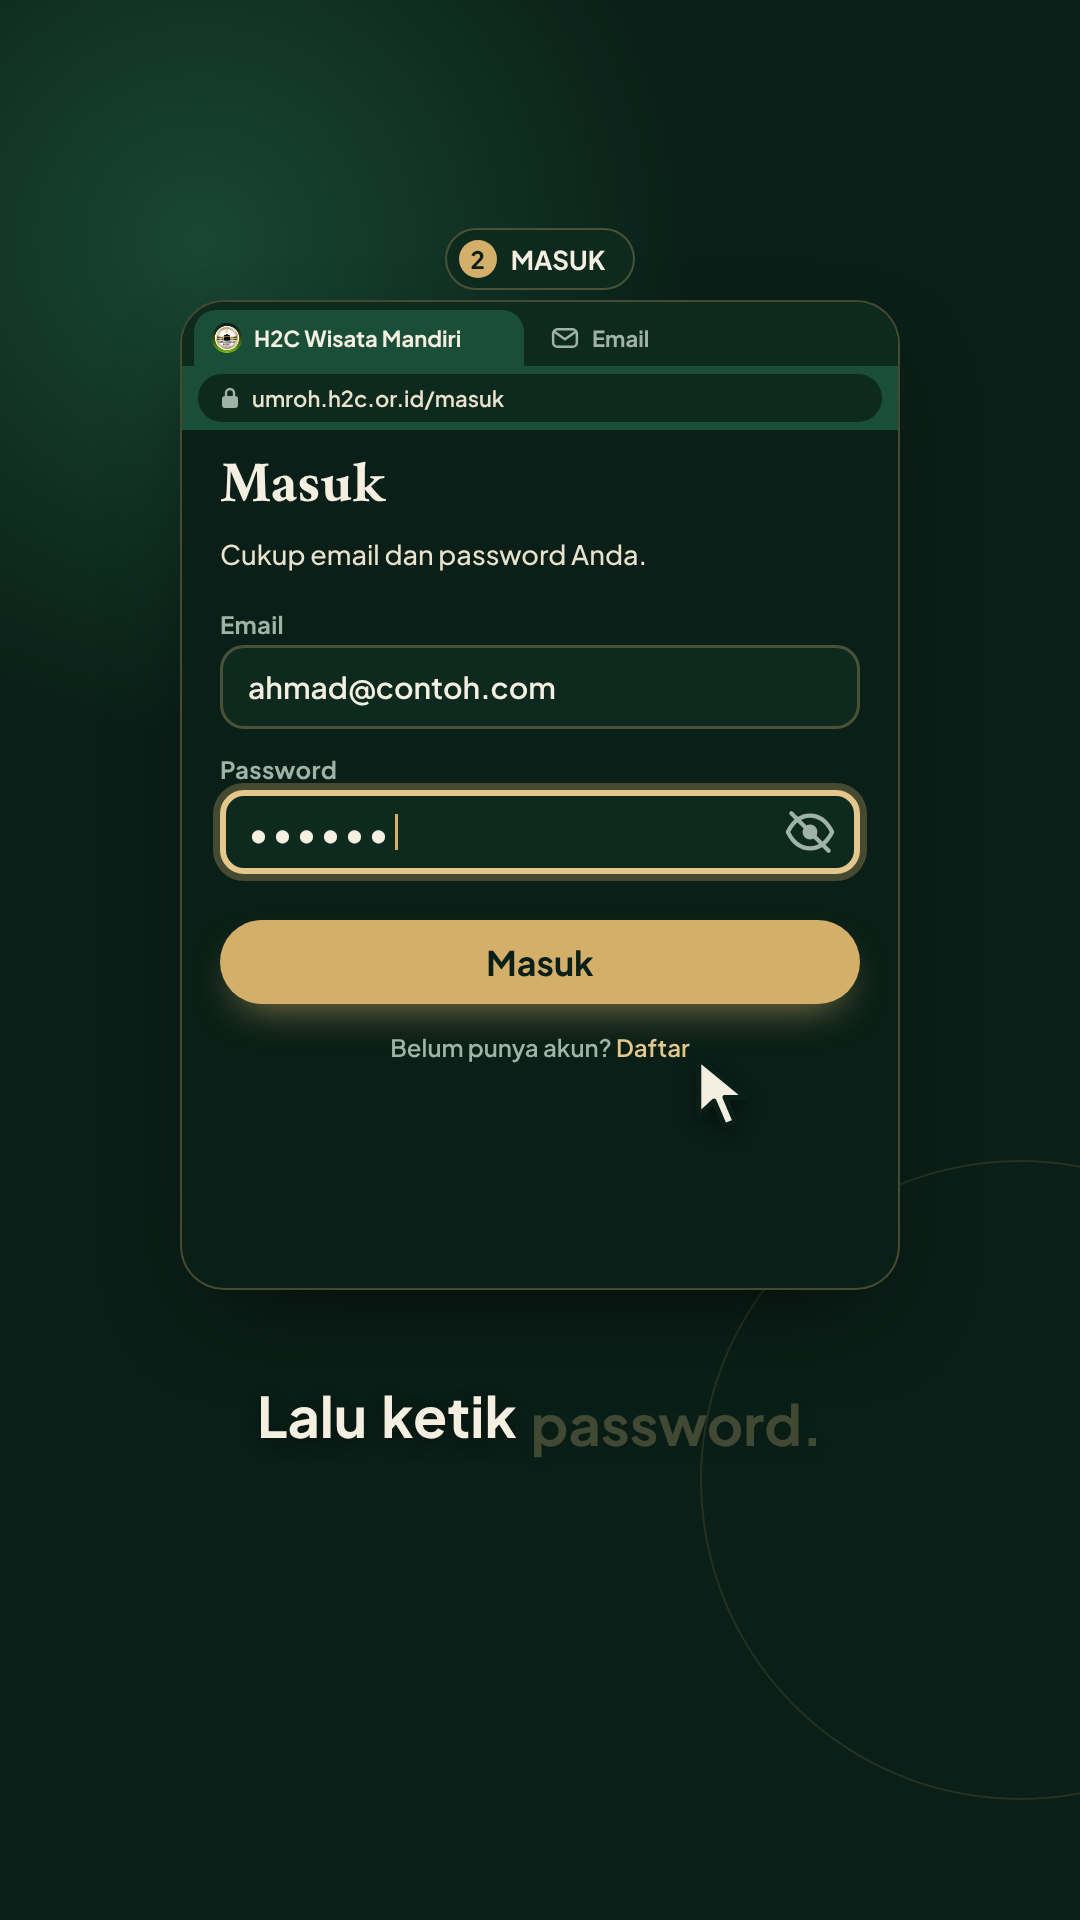 2 MASUK
H2C Wisata Mandiri
Email
umroh.h2c.or.id/masuk
Masuk
Cukup email dan password Anda.
Email
ahmad@contoh.com
Password
Masuk
Belum punya akun? Daftar
Lalu ketik password.